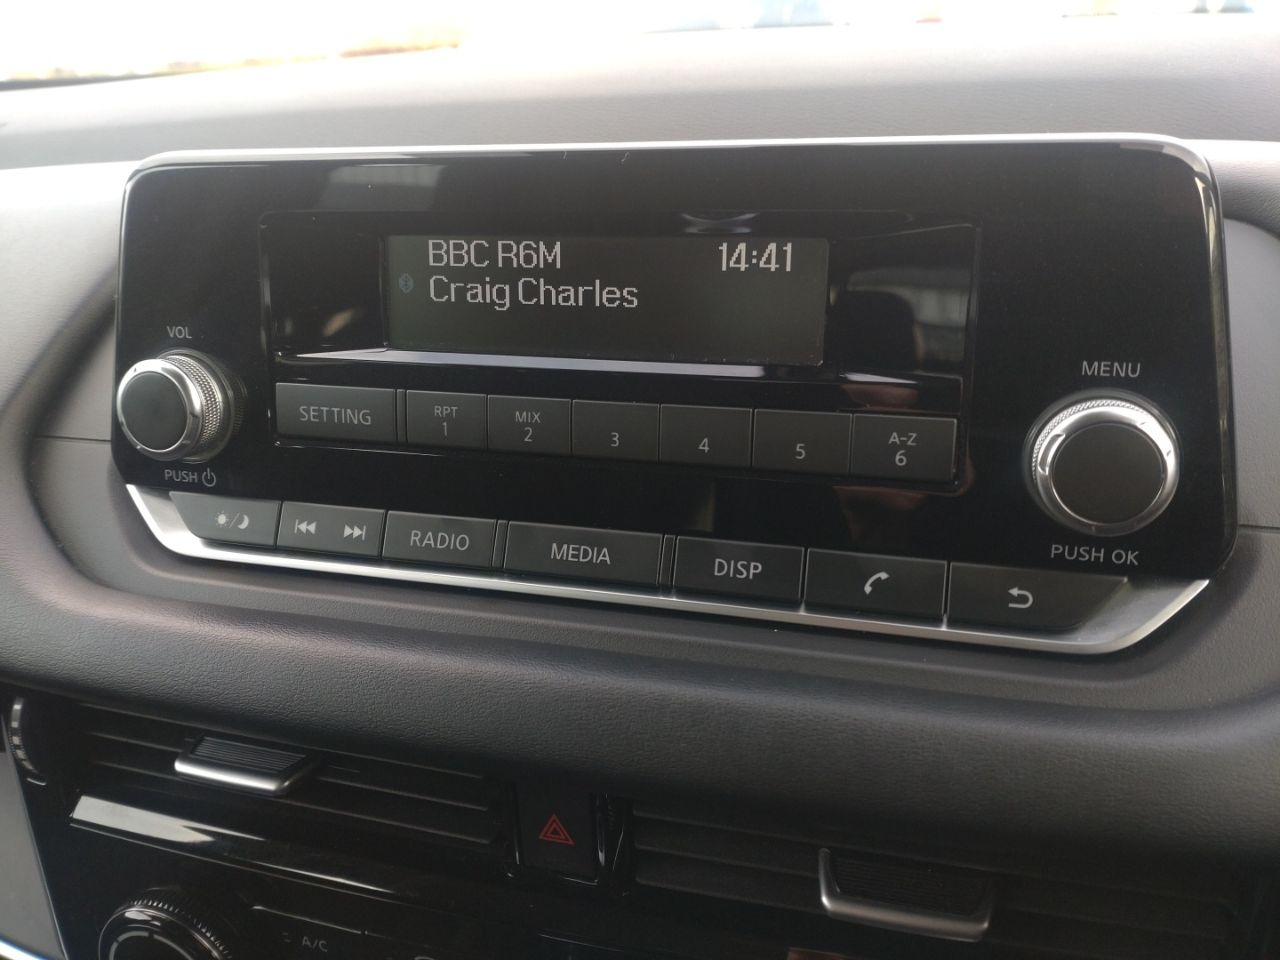 BBC R6M 14:41
Craig Charles
VOL
MENU
SETTING
RPT
1
MIX
2
3
4
5
A-Z
6
PUSH
PUSH OK
RADIO
MEDIA
DISP
A/C